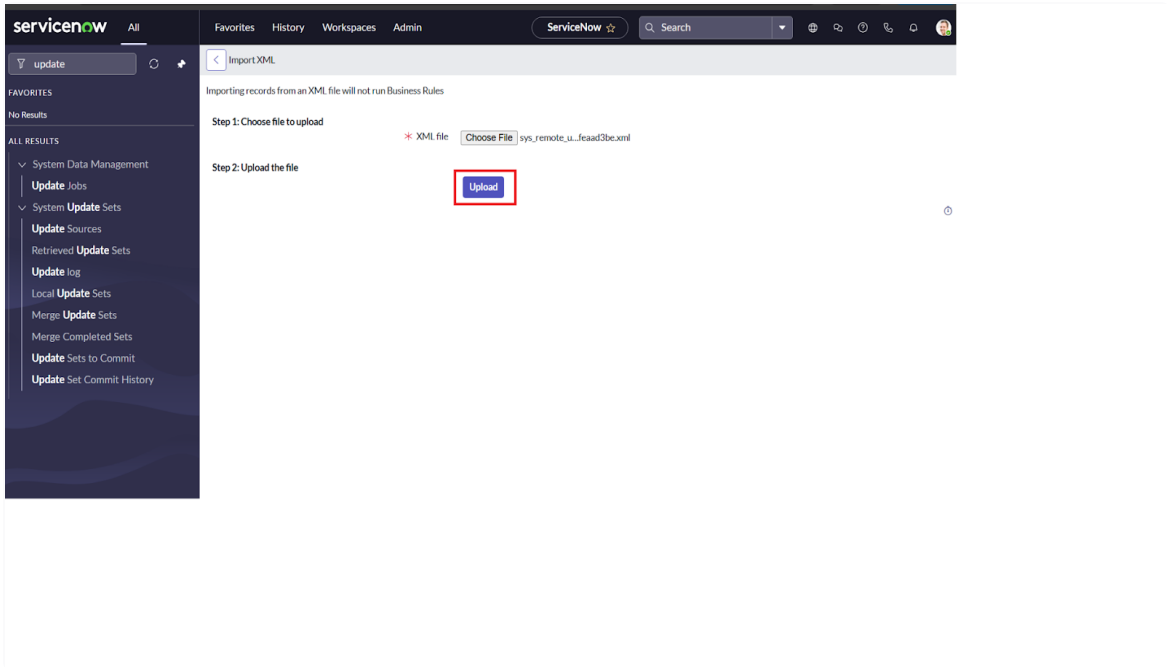 servicenow All Favorites History Workspaces Admin ServiceNow Search
update
FAVORITES
No Results
ALL RESULTS
System Data Management
Update Jobs
System Update Sets
Update Sources
Retrieved Update Sets
Update log
Local Update Sets
Merge Update Sets
Merge Completed Sets
Update Sets to Commit
Update Set Commit History
Import XML
Importing records from an XML file will not run Business Rules
Step 1: Choose file to upload
XML file Choose File sys_remote_u...feaad3be.xml
Step 2: Upload the file
Upload